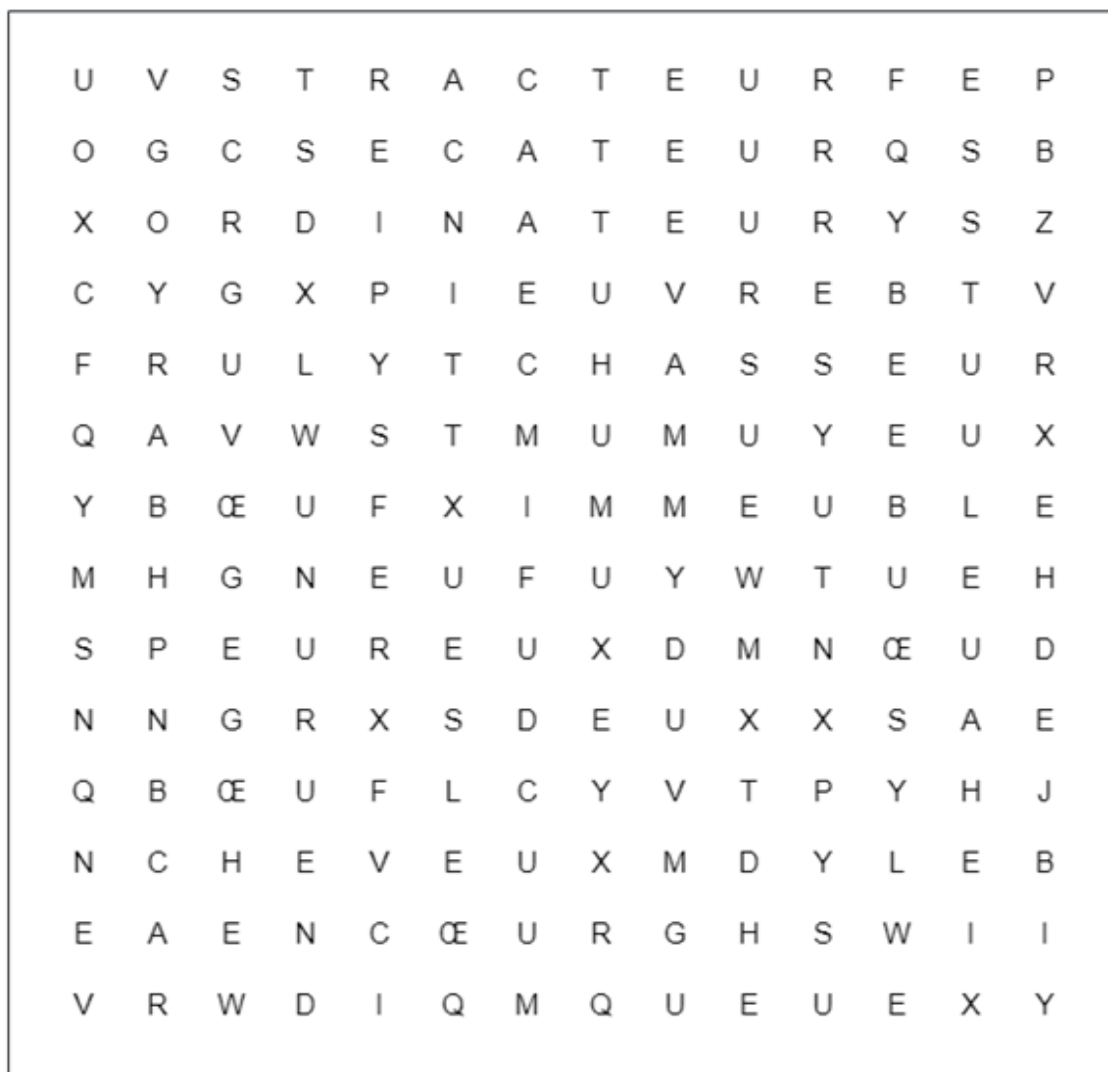 U V S T R A C T E U R F E P
O G C S E C A T E U R Q S B
X O R D I N A T E U R Y S Z
C Y G X P I E U V R E B T V
F R U L Y T C H A S S E U R
Q A V W S T M U M U Y E U X
Y B Œ U F X I M M E U B L E
M H G N E U F U Y W T U E H
S P E U R E U X D M N Œ U D
N N G R X S D E U X X S A E
Q B Œ U F L C Y V T P Y H J
N C H E V E U X M D Y L E B
E A E N C Œ U R G H S W I I
V R W D I Q M Q U E U E X Y